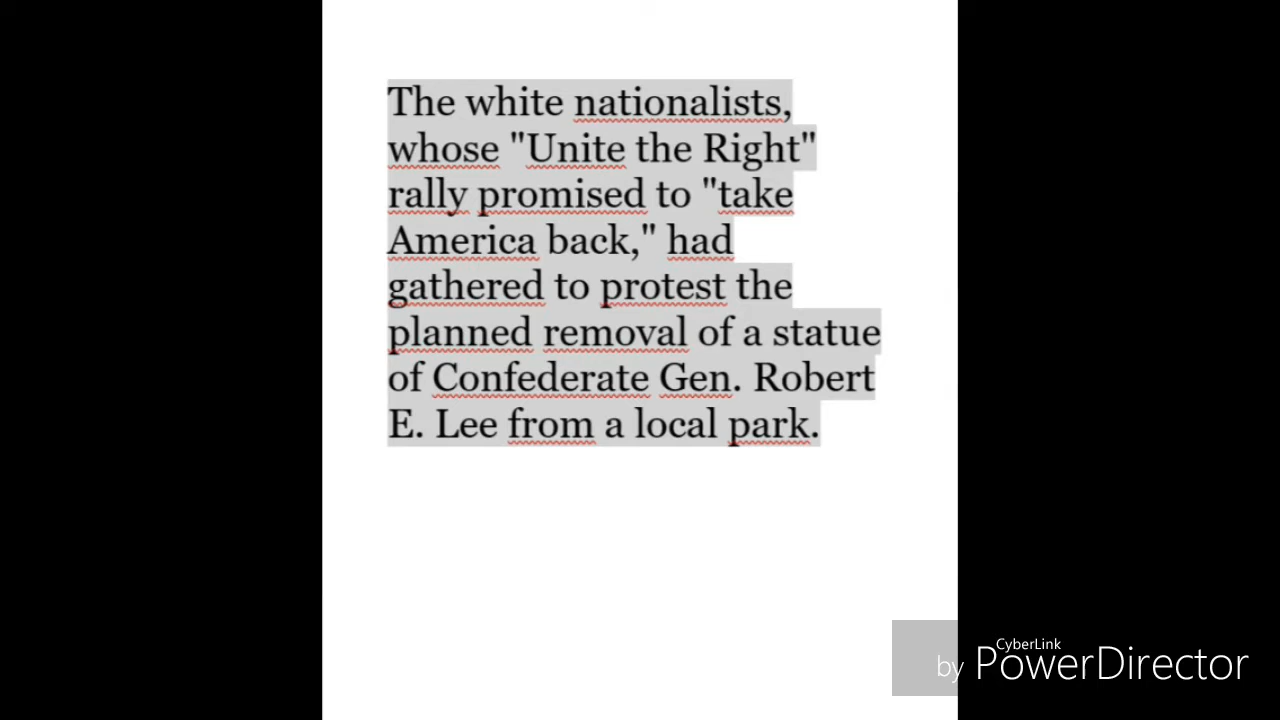 The white nationalists,
whose "Unite the Right"
rally promised to "take
America back," had
gathered to protest the
planned removal of a statue
of Confederate Gen. Robert
E. Lee from a local park.
CyberLink
by PowerDirector